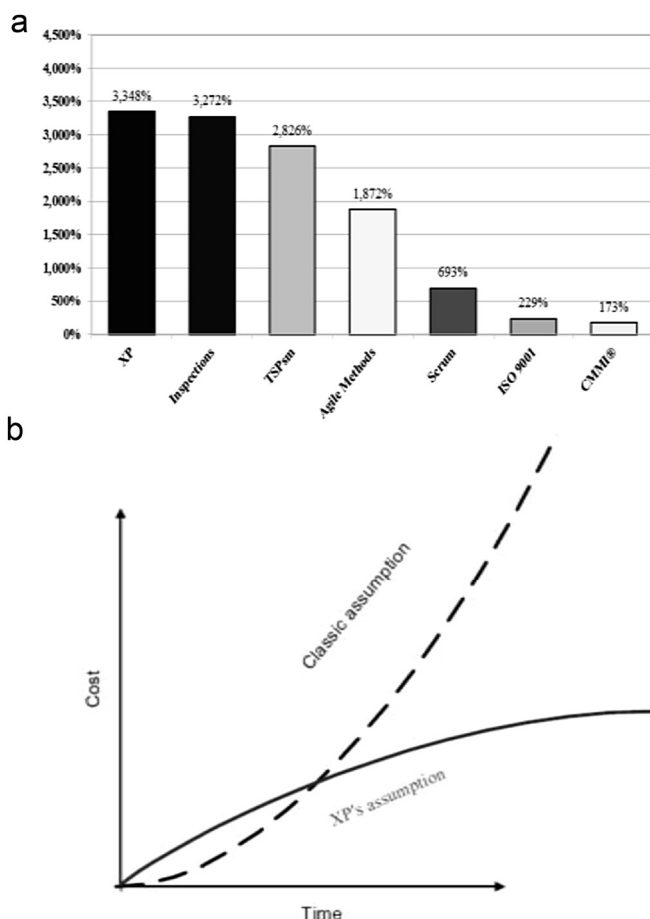 a
4,500%
4,000%
3,500%
3,000%
2,500%
2,000%
1,500%
1,000%
500%
0%
3,348%
3,272%
2,826%
1,872%
693%
229%
173%
XP
Inspections
TSPsm
Agile Methods
Scrum
ISO 9001
CMMI®
b
Cost
Classic assumption
XP's assumption
Time